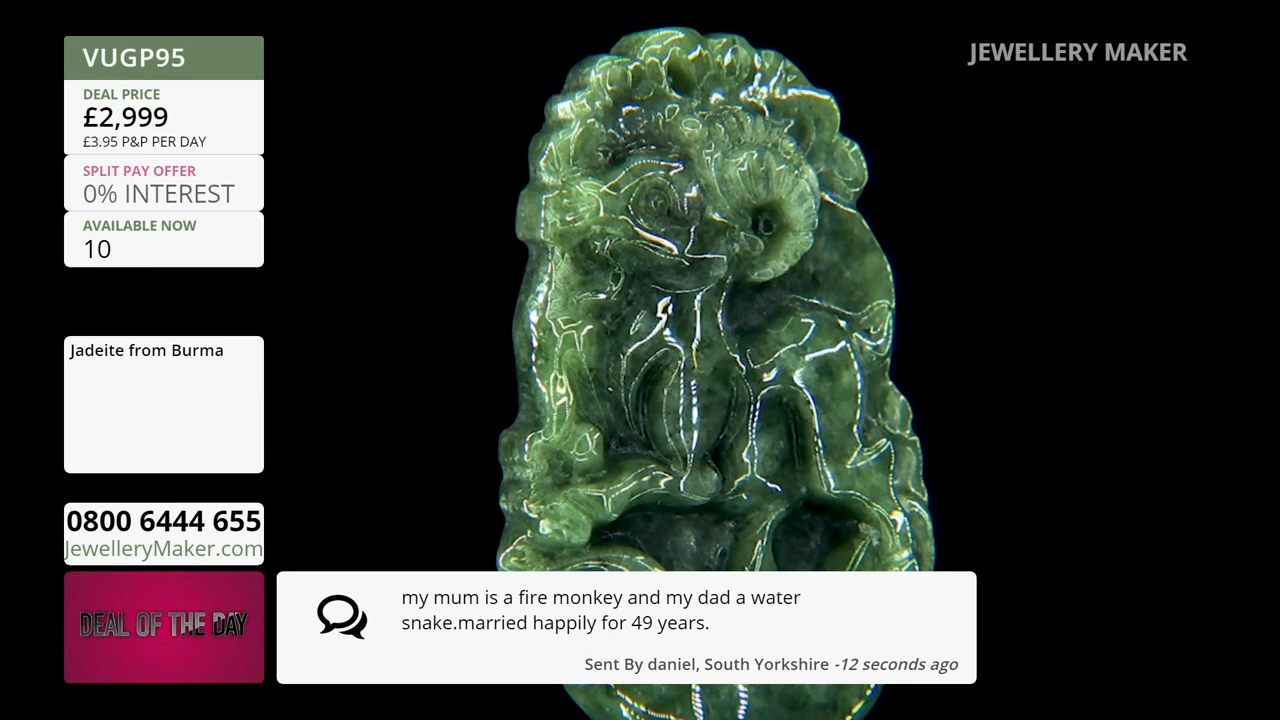 VUGP95
DEAL PRICE
£2,999
£3.95 P&P PER DAY
SPLIT PAY OFFER
0% INTEREST
AVAILABLE NOW
10
Jadeite from Burma
0800 6444 655
JewelleryMaker.com
DEAL OF THE DAY
JEWELLERY MAKER
my mum is a fire monkey and my dad a water
snake.married happily for 49 years.
Sent By daniel, South Yorkshire -12 seconds ago